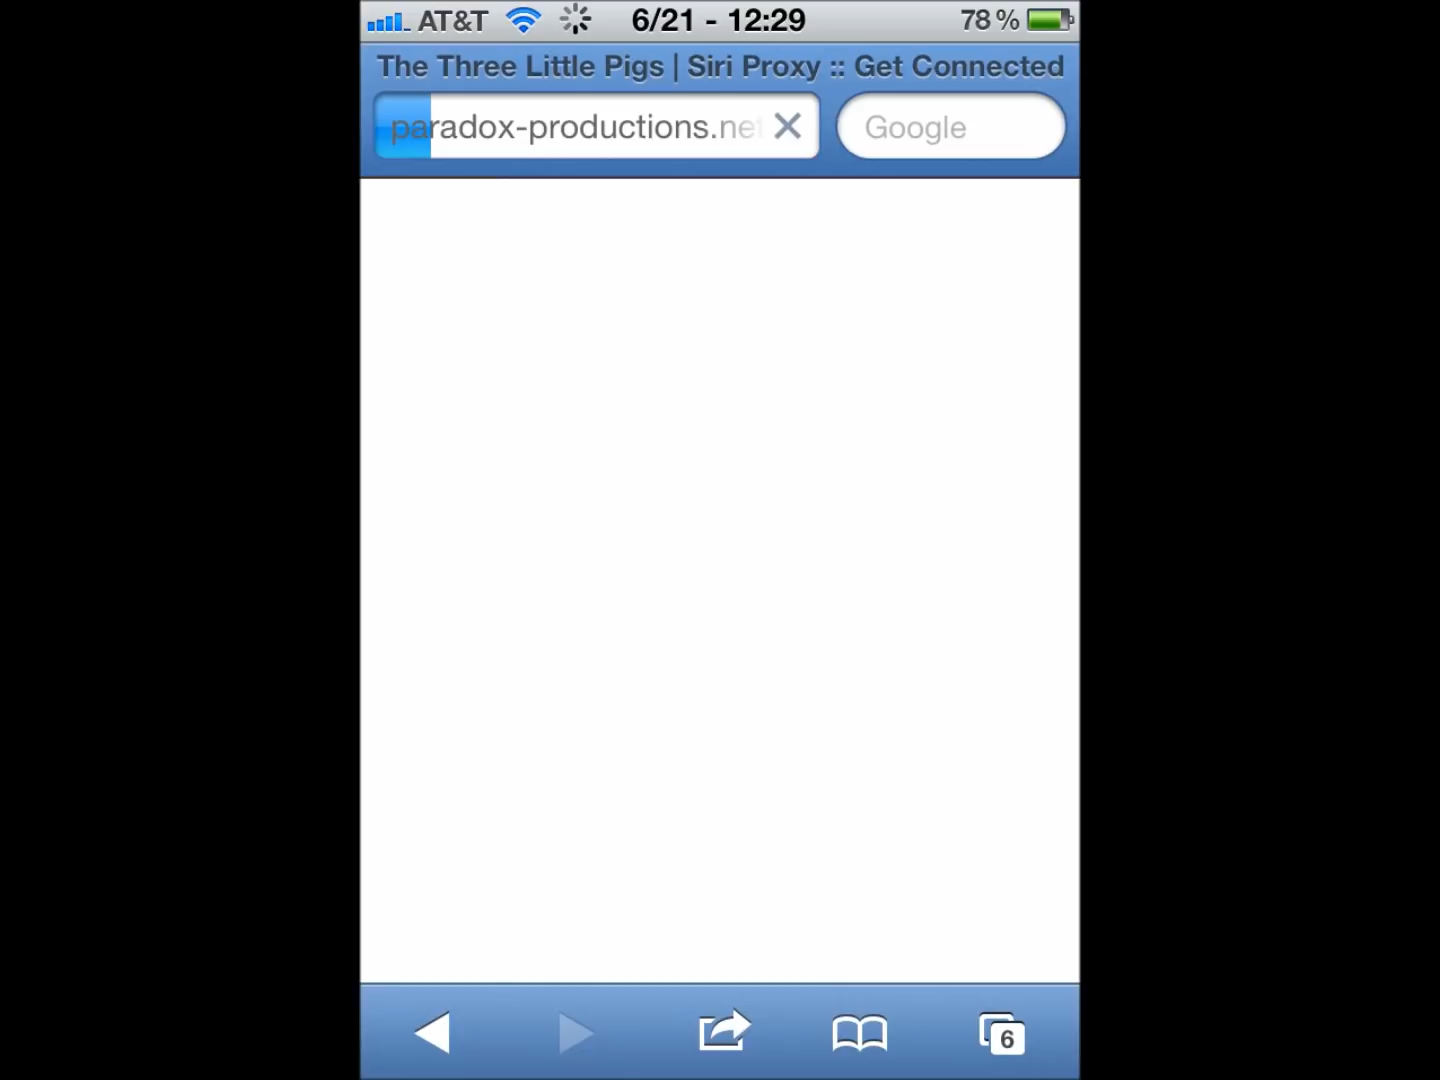 AT&T 6/21 - 12:29 78 %
The Three Little Pigs | Siri Proxy :: Get Connected
paradox-productions.net Google
6